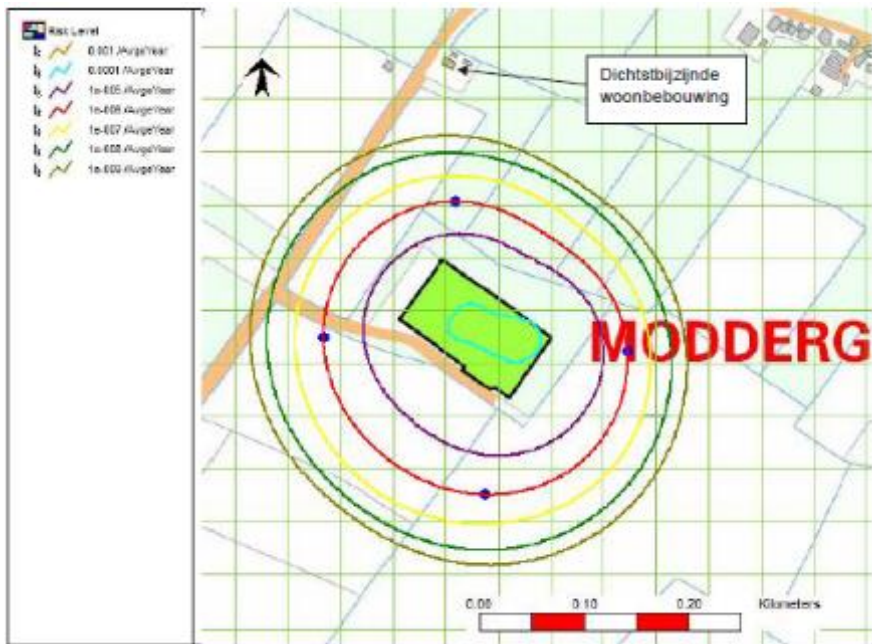 Risk Level
0.001 /AvgeYear
0.0001 /AvgeYear
1e-005 /AvgeYear
1e-006 /AvgeYear
1e-007 /AvgeYear
1e-008 /AvgeYear
1e-009 /AvgeYear
Dichtstbijzijnde
woonbebouwing
MODDERG
0.00 0.10 0.20 Kilometers